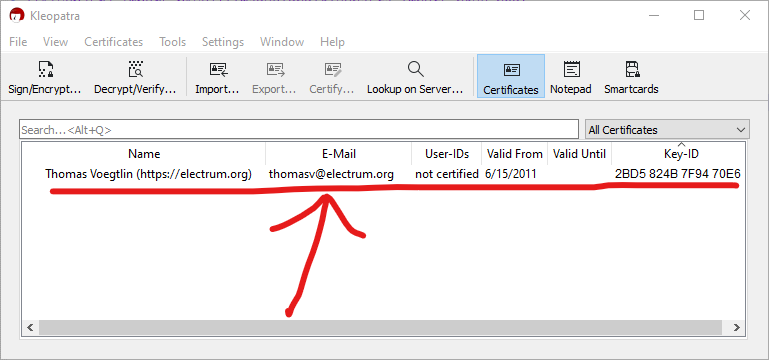 Kleopatra
File View Certificates Tools Settings Window Help
Sign/Encrypt... Decrypt/Verify... Import... Export... Certify... Lookup on Server... Certificates Notepad Smartcards
Search...<Alt+Q> All Certificates
Name E-Mail User-IDs Valid From Valid Until Key-ID
Thomas Voegtlin (https://electrum.org) thomasv@electrum.org not certified 6/15/2011 2BD5 824B 7F94 70E6